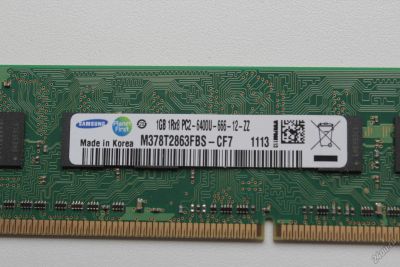 SAMSUNG
Planet First
1GB 1Rx8 PC2-6400U-666-12-ZZ
Made in Korea
M378T2863FBS-CF7 1113